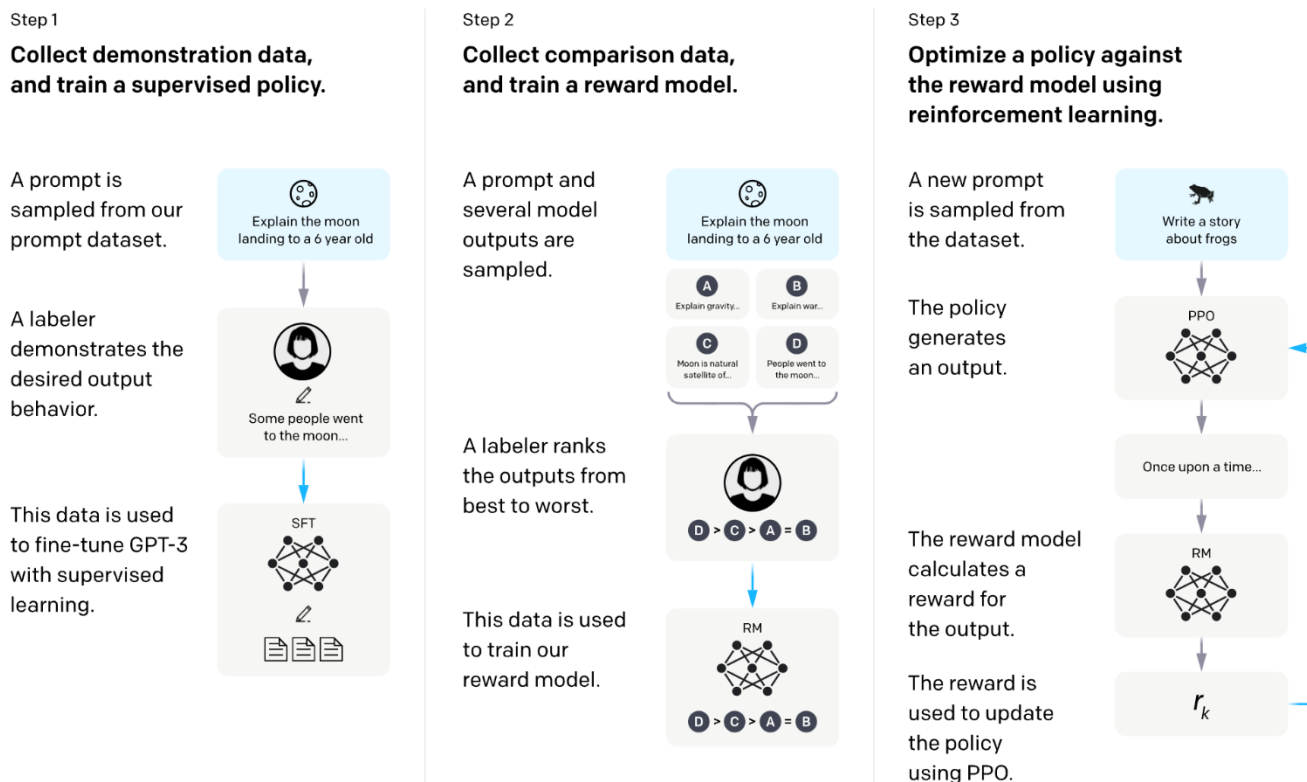 Step 1
Collect demonstration data,
and train a supervised policy.
A prompt is
sampled from our
prompt dataset.
Explain the moon
landing to a 6 year old
A labeler
demonstrates the
desired output
behavior.
Some people went
to the moon...
This data is used
to fine-tune GPT-3
with supervised
learning.
SFT
Step 2
Collect comparison data,
and train a reward model.
A prompt and
several model
outputs are
sampled.
Explain the moon
landing to a 6 year old
A
Explain gravity...
B
Explain war...
C
Moon is natural
satellite of...
D
People went to
the moon...
A labeler ranks
the outputs from
best to worst.
D > C > A = B
This data is used
to train our
reward model.
RM
D > C > A = B
Step 3
Optimize a policy against
the reward model using
reinforcement learning.
A new prompt
is sampled from
the dataset.
Write a story
about frogs
The policy
generates
an output.
PPO
Once upon a time...
The reward model
calculates a
reward for
the output.
RM
The reward is
used to update
the policy
using PPO.
r_k